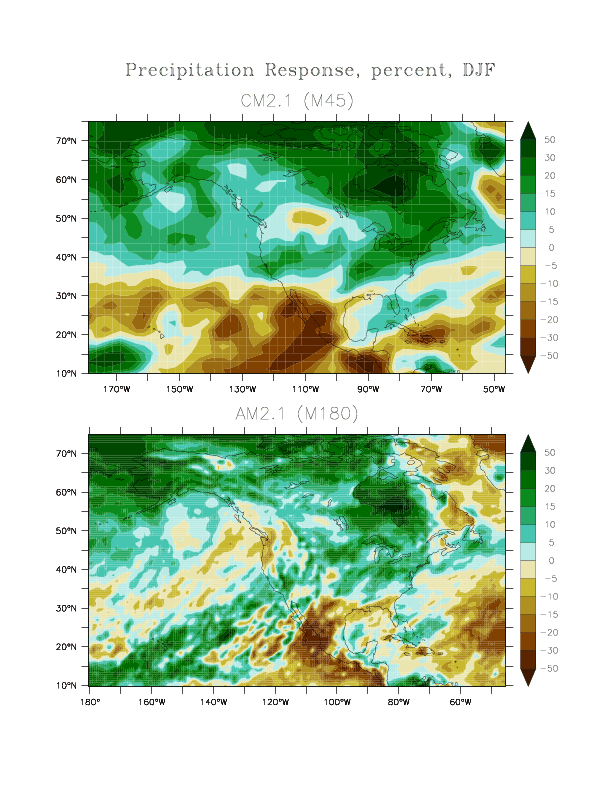 Precipitation Response, percent, DJF
CM2.1 (M45)
70°N
60°N
50°N
40°N
30°N
20°N
10°N
170°W 150°W 130°W 110°W 90°W 70°W 50°W
50
30
20
15
10
5
0
−5
−10
−15
−20
−30
−50
AM2.1 (M180)
70°N
60°N
50°N
40°N
30°N
20°N
10°N
180° 160°W 140°W 120°W 100°W 80°W 60°W
50
30
20
15
10
5
0
−5
−10
−15
−20
−30
−50